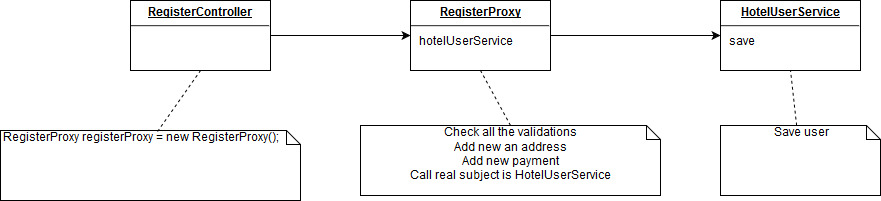 RegisterController
RegisterProxy
HotelUserService
hotelUserService
save
RegisterProxy registerProxy = new RegisterProxy();
Check all the validations
Add new an address
Add new payment
Call real subject is HotelUserService
Save user